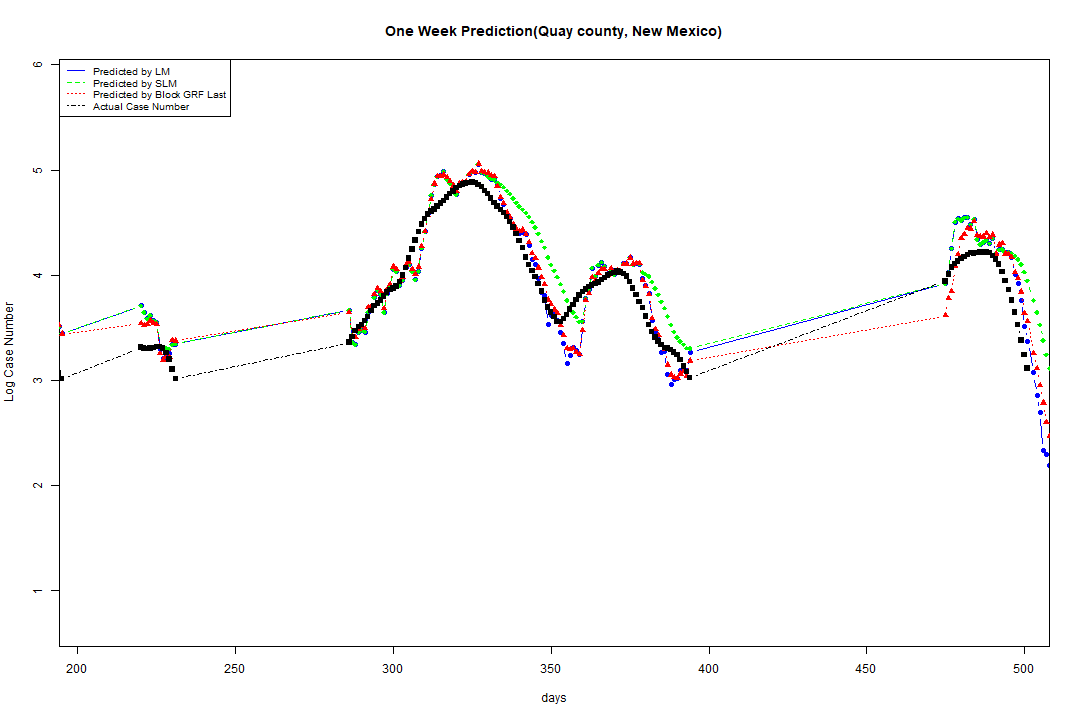 One Week Prediction(Quay county, New Mexico)
Predicted by LM
Predicted by SLM
Predicted by Block GRF Last
Actual Case Number
6
5
4
3
2
1
Log Case Number
200 250 300 350 400 450 500
days